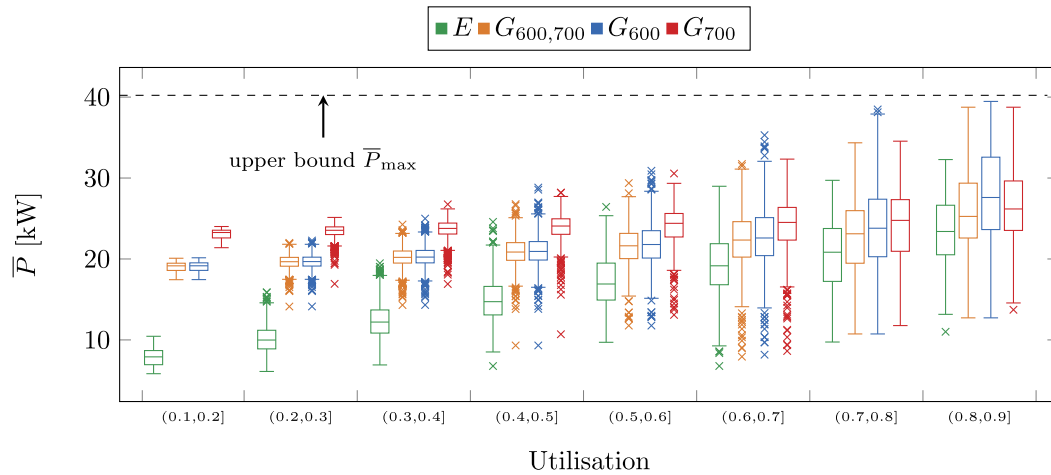 E G600,700 G600 G700
40
30
20
10
P̅ [kW]
upper bound P̅max
(0.1,0.2] (0.2,0.3] (0.3,0.4] (0.4,0.5] (0.5,0.6] (0.6,0.7] (0.7,0.8] (0.8,0.9]
Utilisation